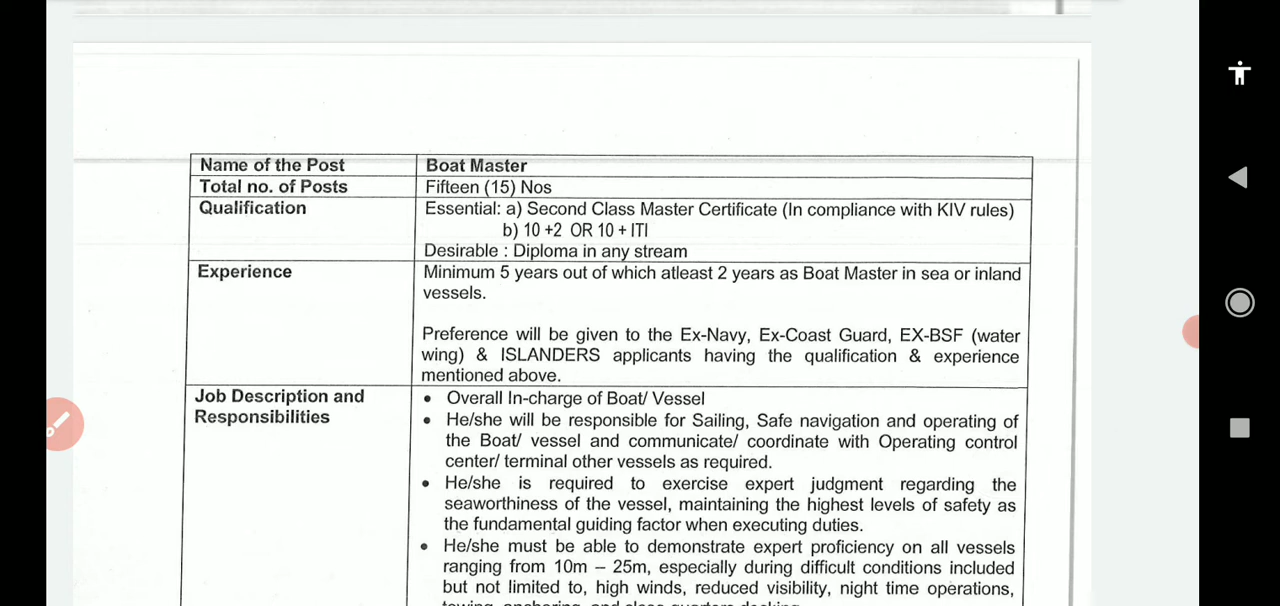 Name of the Post Boat Master
Total no. of Posts Fifteen (15) Nos
Qualification Essential: a) Second Class Master Certificate (In compliance with KIV rules)
b) 10 +2 OR 10 + ITI
Desirable : Diploma in any stream
Experience Minimum 5 years out of which atleast 2 years as Boat Master in sea or inland
vessels.
Preference will be given to the Ex-Navy, Ex-Coast Guard, EX-BSF (water
wing) & ISLANDERS applicants having the qualification & experience
mentioned above.
Job Description and • Overall In-charge of Boat/ Vessel
Responsibilities • He/she will be responsible for Sailing, Safe navigation and operating of
the Boat/ vessel and communicate/ coordinate with Operating control
center/ terminal other vessels as required.
• He/she is required to exercise expert judgment regarding the
seaworthiness of the vessel, maintaining the highest levels of safety as
the fundamental guiding factor when executing duties.
• He/she must be able to demonstrate expert proficiency on all vessels
ranging from 10m – 25m, especially during difficult conditions included
but not limited to, high winds, reduced visibility, night time operations,